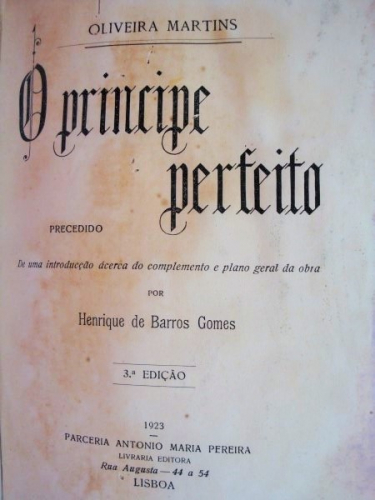 OLIVEIRA MARTINS
O principe
perfeito
PRECEDIDO
De uma introducção ácerca do complemento e plano geral da obra
POR
Henrique de Barros Gomes
3.ª EDIÇÃO
1923
PARCERIA ANTONIO MARIA PEREIRA
LIVRARIA EDITORA
Rua Augusta — 44 a 54
LISBOA